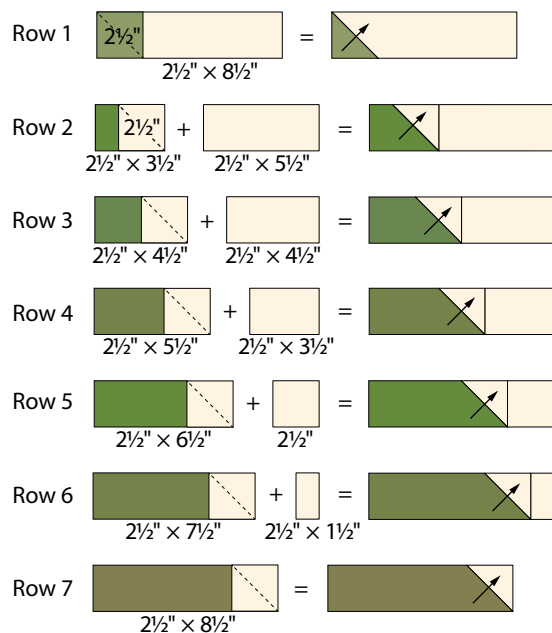 Row 1 2½" =
2½" × 8½"
Row 2 2½" + =
2½" × 3½" 2½" × 5½"
Row 3 + =
2½" × 4½" 2½" × 4½"
Row 4 + =
2½" × 5½" 2½" × 3½"
Row 5 + =
2½" × 6½" 2½"
Row 6 + =
2½" × 7½" 2½" × 1½"
Row 7 =
2½" × 8½"